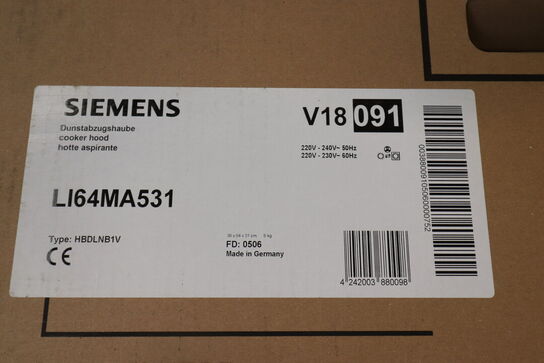 SIEMENS
Dunstabzugshaube
cooker hood
hotte aspirante
V18 091
220V - 240V~ 50Hz
220V - 230V~ 60Hz
LI64MA531
Type: HBDLNB1V
CE
FD: 0506
Made in Germany
4 242003 880098
00388009105060000752